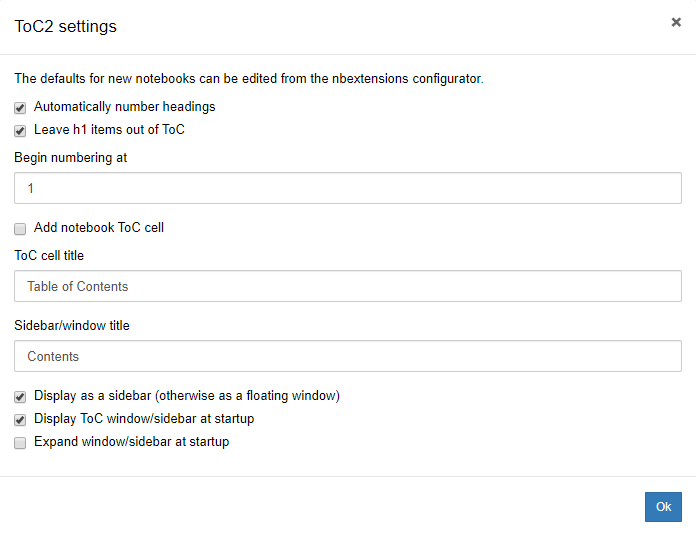 ToC2 settings
The defaults for new notebooks can be edited from the nbextensions configurator.
Automatically number headings
Leave h1 items out of ToC
Begin numbering at
1
Add notebook ToC cell
ToC cell title
Table of Contents
Sidebar/window title
Contents
Display as a sidebar (otherwise as a floating window)
Display ToC window/sidebar at startup
Expand window/sidebar at startup
Ok